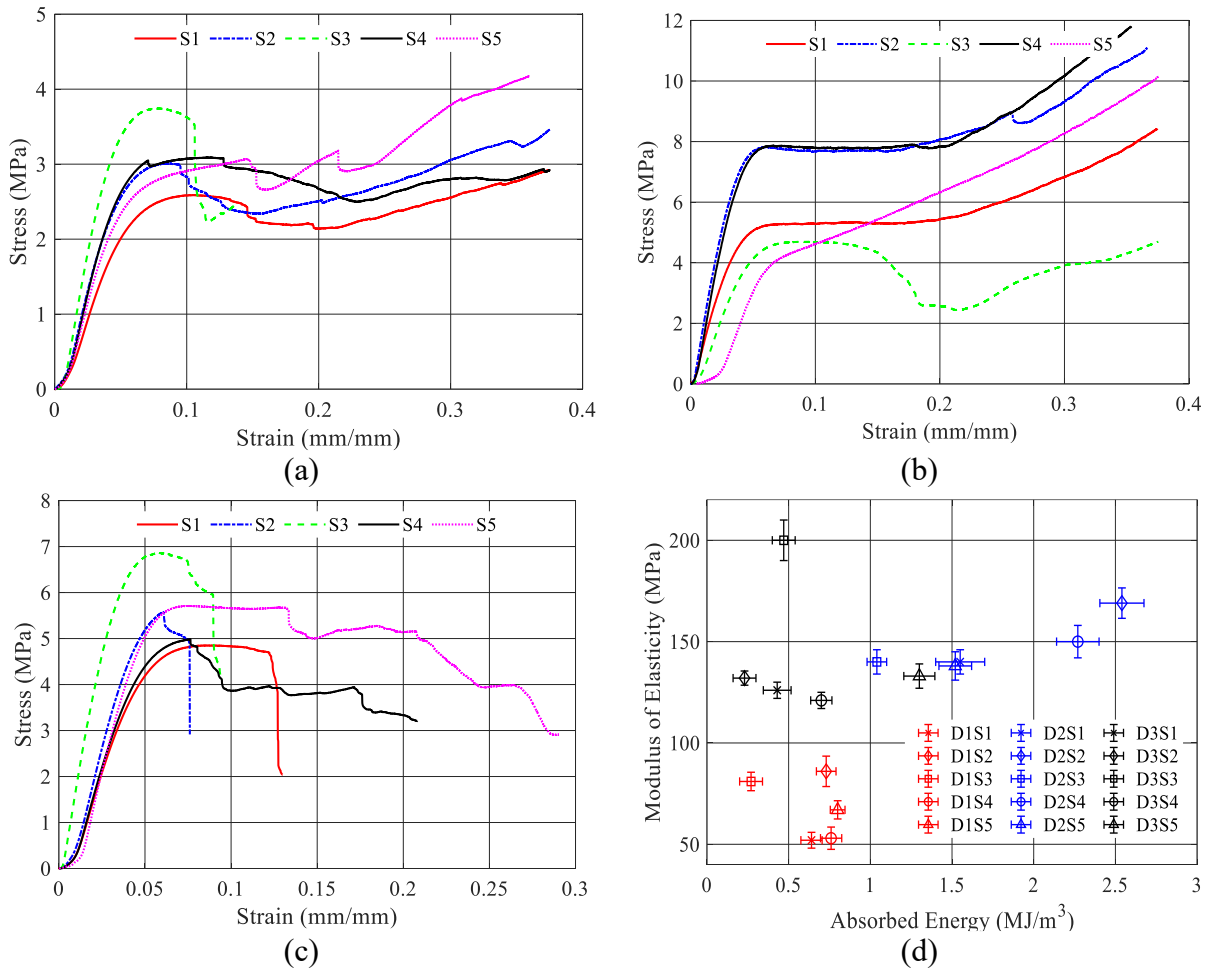 5
4
3
2
1
0
S1 S2 S3 S4 S5
Stress (MPa)
0 0.1 0.2 0.3 0.4
Strain (mm/mm)
(a)
12
10
8
6
4
2
0
S1 S2 S3 S4 S5
Stress (MPa)
0 0.1 0.2 0.3 0.4
Strain (mm/mm)
(b)
8
7
6
5
4
3
2
1
0
S1 S2 S3 S4 S5
Stress (MPa)
0 0.05 0.1 0.15 0.2 0.25 0.3
Strain (mm/mm)
(c)
200
150
100
50
Modulus of Elasticity (MPa)
D1S1 D2S1 D3S1
D1S2 D2S2 D3S2
D1S3 D2S3 D3S3
D1S4 D2S4 D3S4
D1S5 D2S5 D3S5
0 0.5 1 1.5 2 2.5 3
Absorbed Energy (MJ/m³)
(d)